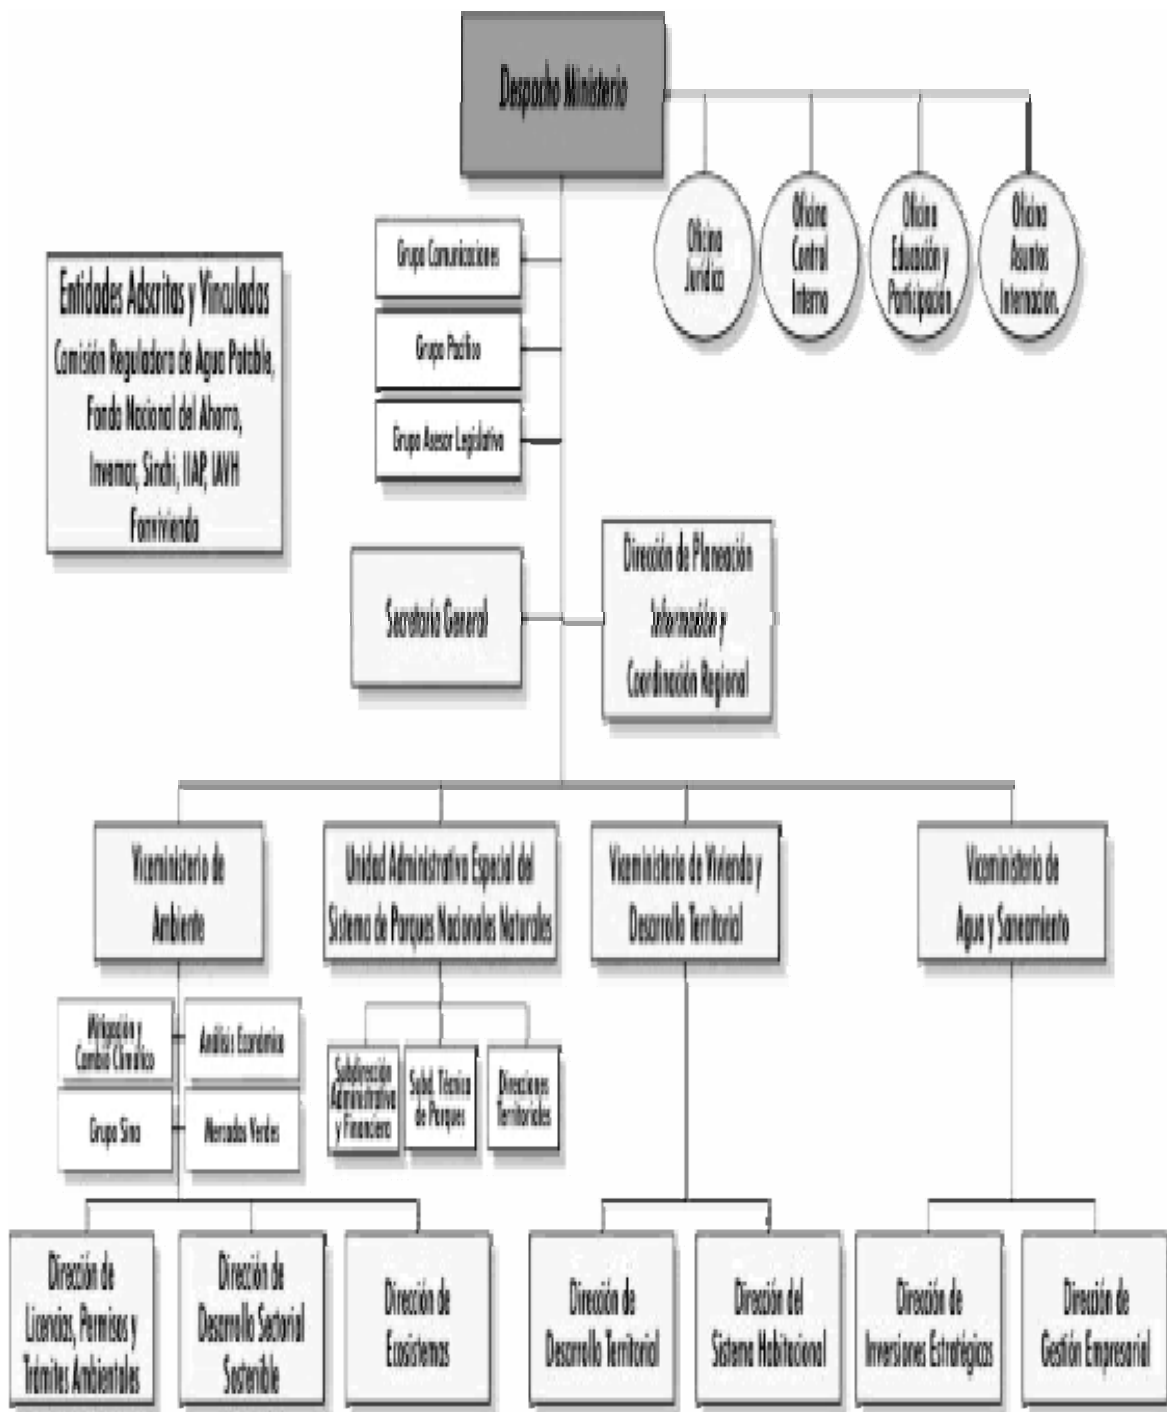 Despacho Ministerio
Oficina
Jurídica
Oficina
Control
Interno
Oficina
Educación y
Participación
Oficina
Asuntos
Internacion.
Grupo Comunicaciones
Grupo Pacífico
Grupo Asesor Legislativo
Entidades Adscritas y Vinculadas
Comisión Reguladora de Agua Potable,
Fondo Nacional del Ahorro,
Invemar, Sinchi, IIAP, IAVH
Fonvivienda
Secretaría General
Dirección de Planeación
Información y
Coordinación Regional
Viceministerio de
Ambiente
Unidad Administrativa Especial del
Sistema de Parques Nacionales Naturales
Viceministerio de Vivienda y
Desarrollo Territorial
Viceministerio de
Agua y Saneamiento
Mitigación y
Cambio Climático
Análisis Económico
Grupo Sina
Mercados Verdes
Subdirección
Administrativa
y Financiera
Subd. Técnica
de Parques
Direcciones
Territoriales
Dirección de
Licencias, Permisos y
Trámites Ambientales
Dirección de
Desarrollo Sectorial
Sostenible
Dirección de
Ecosistemas
Dirección de
Desarrollo Territorial
Dirección del
Sistema Habitacional
Dirección de
Inversiones Estratégicas
Dirección de
Gestión Empresarial